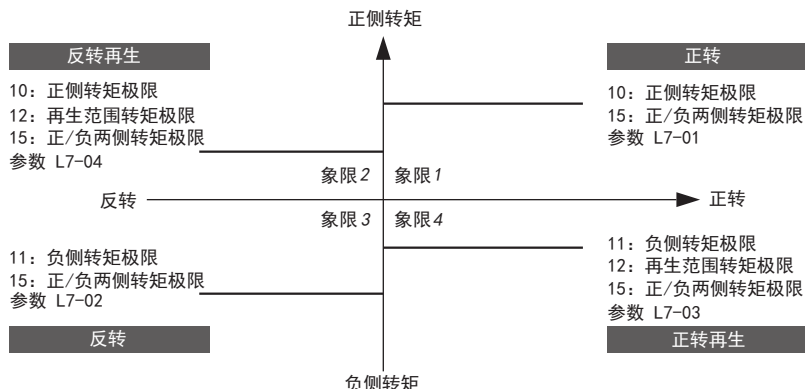 正侧转矩
反转再生
10：正侧转矩极限
12：再生范围转矩极限
15：正/负两侧转矩极限
参数 L7-04
正转
10：正侧转矩极限
15：正/负两侧转矩极限
参数 L7-01
象限2
象限1
反转
正转
象限3
象限4
11：负侧转矩极限
15：正/负两侧转矩极限
参数 L7-02
反转
11：负侧转矩极限
12：再生范围转矩极限
15：正/负两侧转矩极限
参数 L7-03
正转再生
负侧转矩